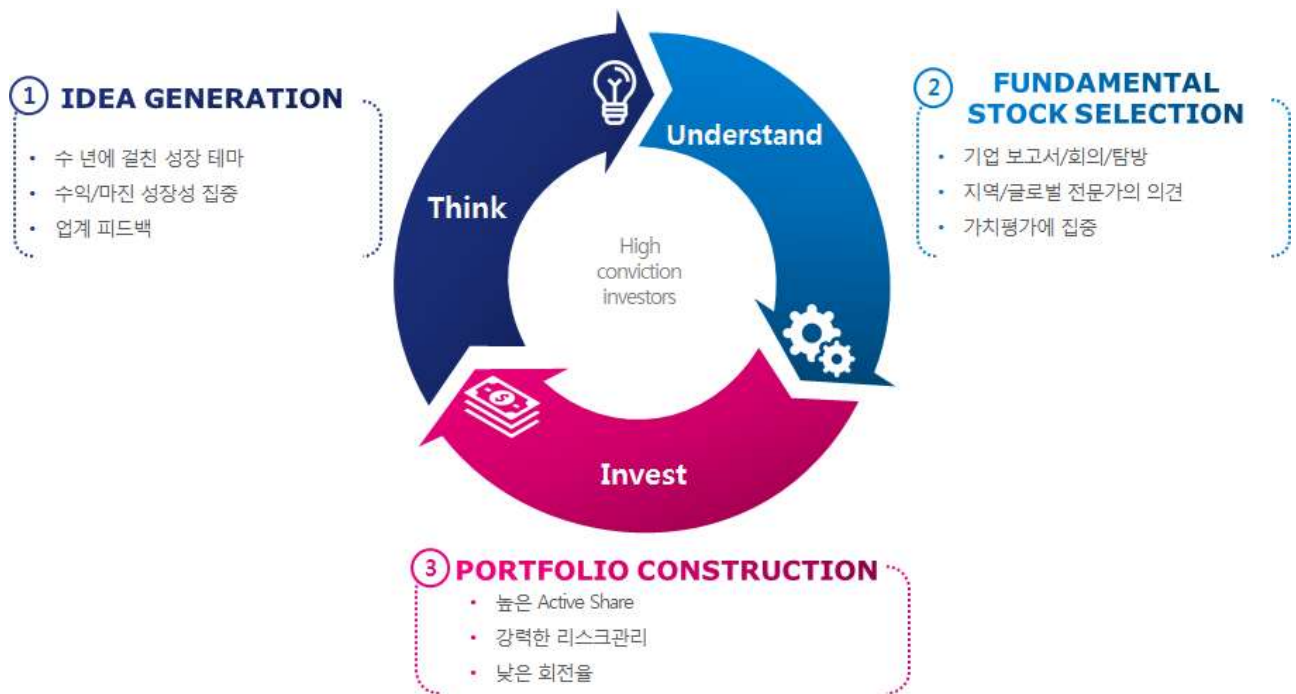 1 IDEA GENERATION
• 수 년에 걸친 성장 테마
• 수익/마진 성장성 집중
• 업계 피드백
Think
Understand
High
conviction
investors
Invest
2 FUNDAMENTAL
STOCK SELECTION
• 기업 보고서/회의/탐방
• 지역/글로벌 전문가의 의견
• 가치평가에 집중
3 PORTFOLIO CONSTRUCTION
• 높은 Active Share
• 강력한 리스크관리
• 낮은 회전율